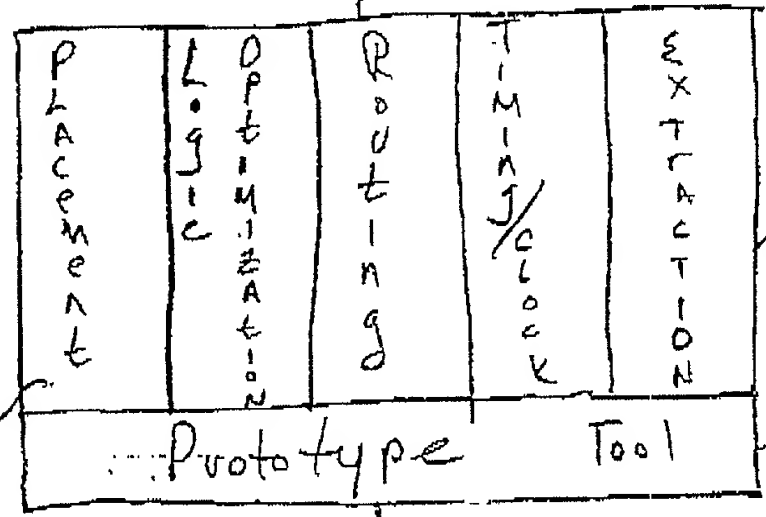 Placement
Logic
Optimization
Routing
Timing/Clock
Extraction
Prototype Tool